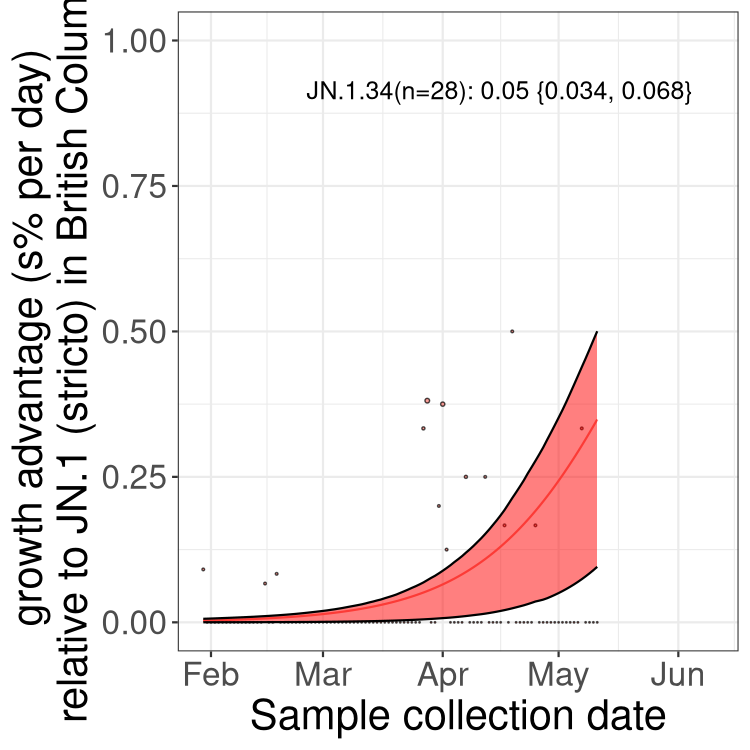 growth advantage (s% per day)
relative to JN.1 (stricto) in British Colum
1.00
0.75
0.50
0.25
0.00
JN.1.34(n=28): 0.05 {0.034, 0.068}
Feb Mar Apr May Jun
Sample collection date